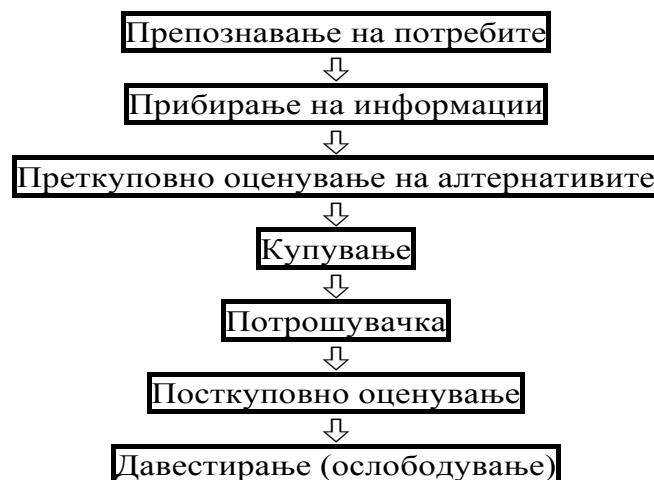 Препознавање на потребите
Прибирање на информации
Преткуповно оценување на алтернативите
Купување
Потрошувачка
Посткуповно оценување
Давестирање (ослободување)